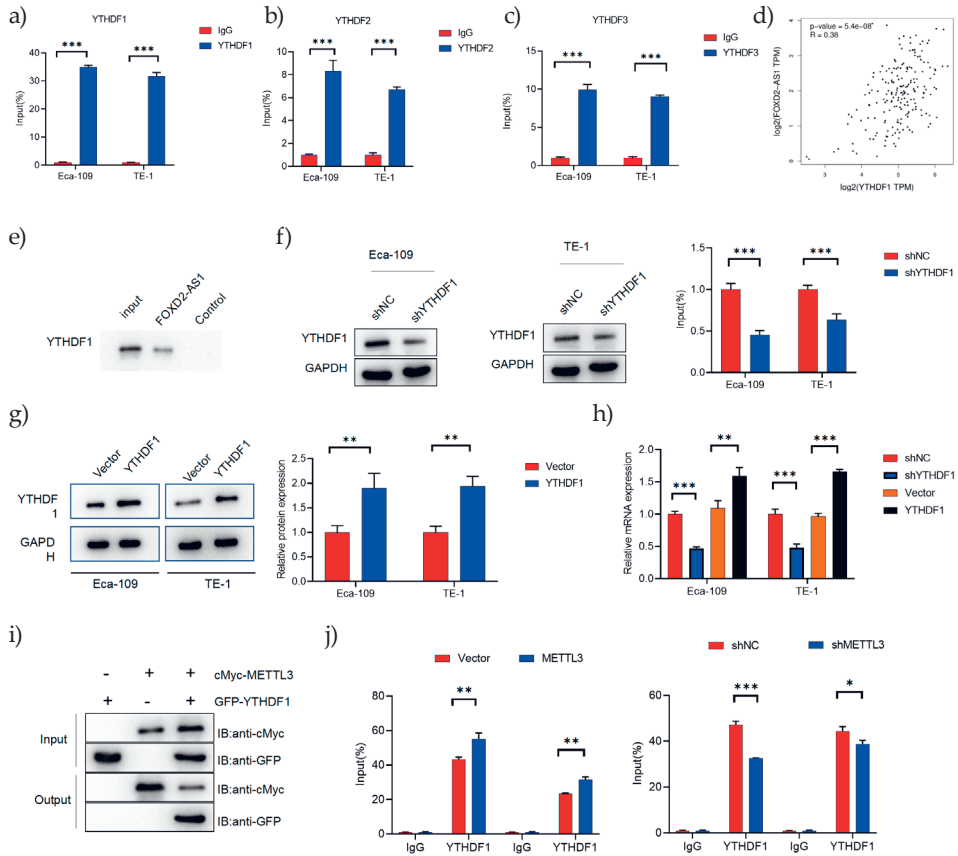 a)
YTHDF1
IgG
YTHDF1
***
***
Input(%)
40
30
20
10
0
Eca-109
TE-1
b)
YTHDF2
IgG
YTHDF2
***
***
Input(%)
10
8
6
4
2
0
Eca-109
TE-1
c)
YTHDF3
IgG
YTHDF3
***
***
Input(%)
15
10
5
0
Eca-109
TE-1
d)
p-value = 5.4e−08*
R = 0.38
log2(FOXD2−AS1 TPM)
4
3
2
1
0
3
4
5
6
log2(YTHDF1 TPM)
e)
input
FOXD2-AS1
Control
YTHDF1
f)
Eca-109
shNC
shYTHDF1
YTHDF1
GAPDH
TE-1
shNC
shYTHDF1
YTHDF1
GAPDH
shNC
shYTHDF1
***
***
Input(%)
1.5
1.0
0.5
0.0
Eca-109
TE-1
g)
Vector
YTHDF1
Vector
YTHDF1
YTHDF
1
GAPD
H
Eca-109
TE-1
Vector
YTHDF1
**
**
Relative protein expression
2.5
2.0
1.5
1.0
0.5
0.0
Eca-109
TE-1
h)
shNC
shYTHDF1
Vector
YTHDF1
***
**
***
***
Relative mRNA expression
2.0
1.5
1.0
0.5
0.0
Eca-109
TE-1
i)
- + + cMyc-METTL3
+ - + GFP-YTHDF1
Input
IB:anti-cMyc
IB:anti-GFP
Output
IB:anti-cMyc
IB:anti-GFP
j)
Vector
METTL3
**
**
Input(%)
80
60
40
20
0
IgG
YTHDF1
IgG
YTHDF1
shNC
shMETTL3
***
*
Input(%)
60
40
20
0
IgG
YTHDF1
IgG
YTHDF1